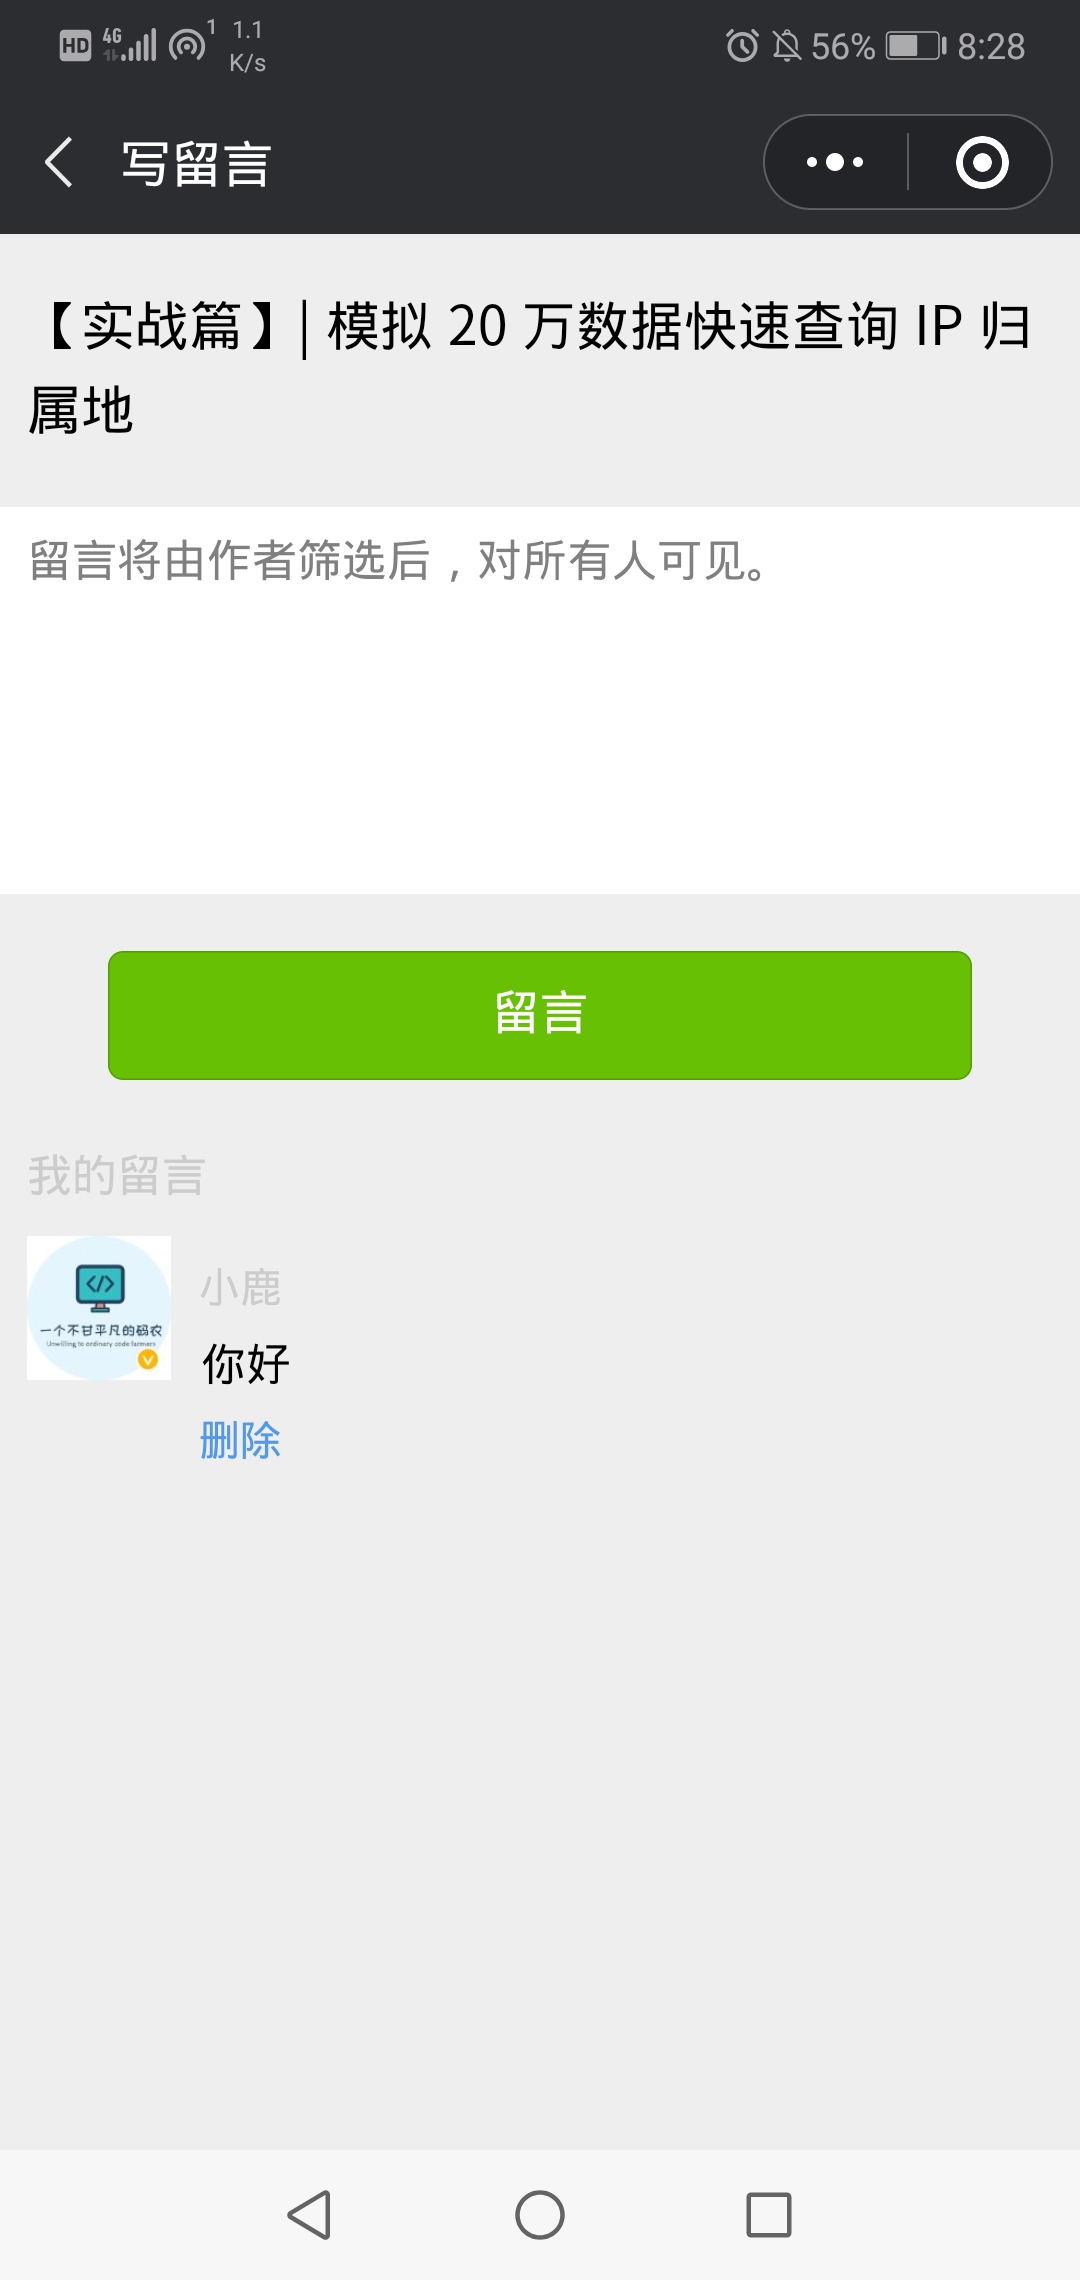 HD 4G 1 1.1 K/s 56% 8:28
写留言
【实战篇】| 模拟 20 万数据快速查询 IP 归
属地
留言将由作者筛选后，对所有人可见。
留言
我的留言
小鹿
</>
一个不甘平凡的码农
Unwilling to ordinary code farmers
你好
删除